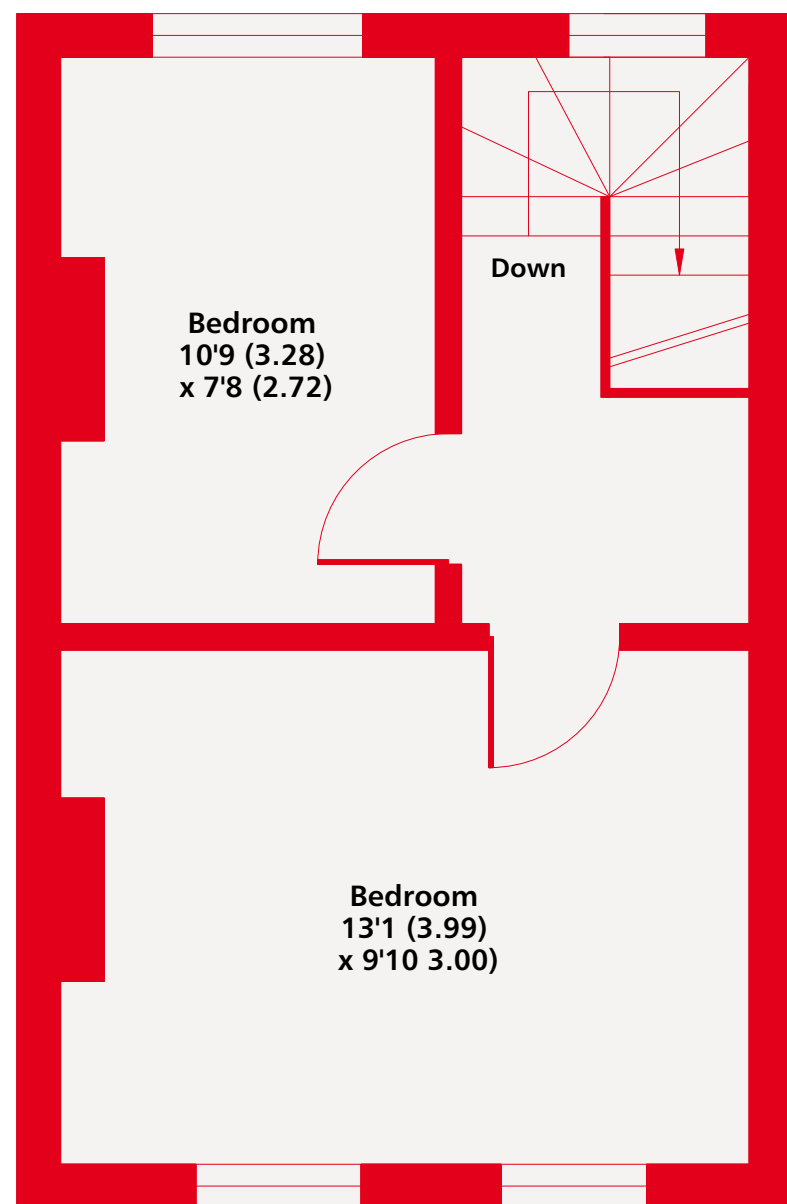 Down
Bedroom
10'9 (3.28)
x 7'8 (2.72)
Bedroom
13'1 (3.99)
x 9'10 3.00)